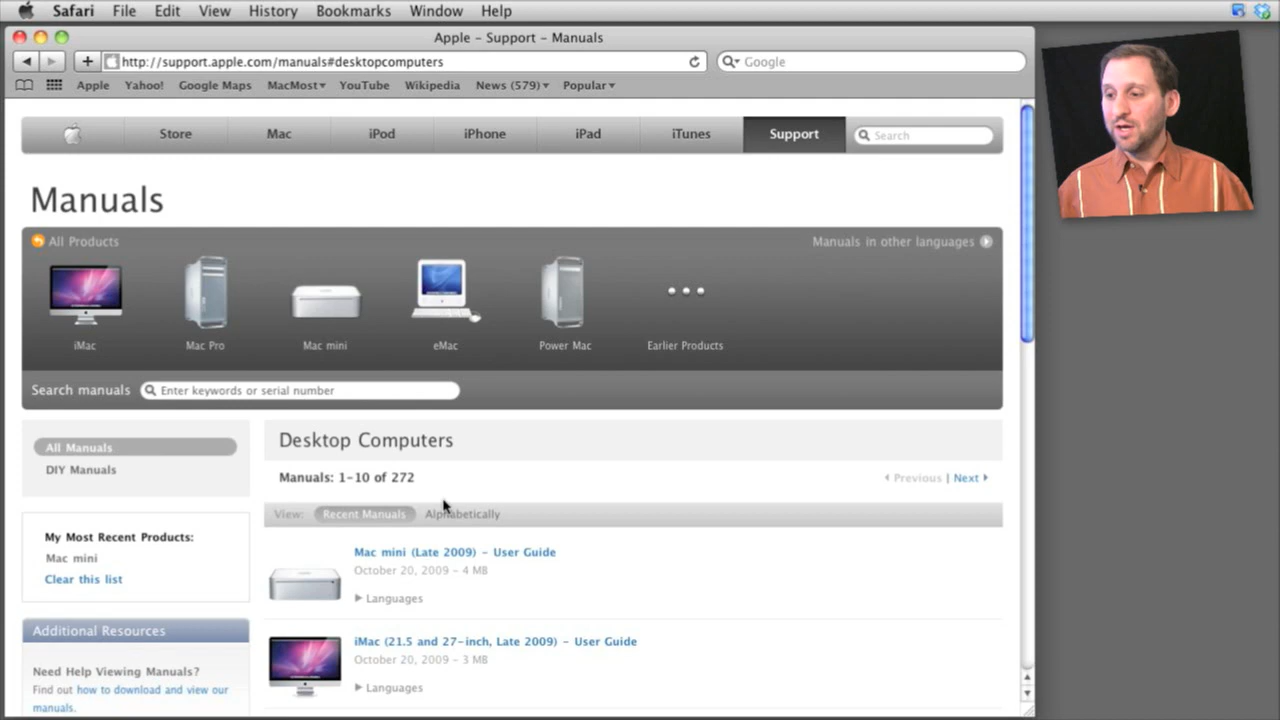 Safari File Edit View History Bookmarks Window Help
Apple – Support – Manuals
http://support.apple.com/manuals#desktopcomputers
Google
Apple Yahoo! Google Maps MacMost YouTube Wikipedia News (579) Popular
Store Mac iPod iPhone iPad iTunes Support Search
Manuals
All Products Manuals in other languages
iMac Mac Pro Mac mini eMac Power Mac Earlier Products
Search manuals Enter keywords or serial number
All Manuals
DIY Manuals
My Most Recent Products:
Mac mini
Clear this list
Additional Resources
Need Help Viewing Manuals?
Find out how to download and view our
manuals.
Desktop Computers
Manuals: 1–10 of 272 Previous | Next
View: Recent Manuals Alphabetically
Mac mini (Late 2009) – User Guide
October 20, 2009 – 4 MB
Languages
iMac (21.5 and 27-inch, Late 2009) – User Guide
October 20, 2009 – 3 MB
Languages